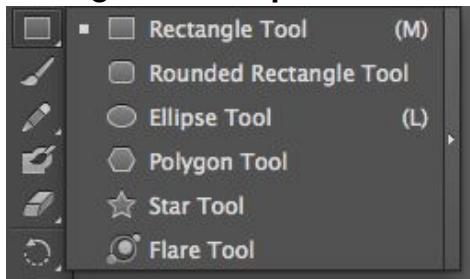 Rectangle Tool (M)
Rounded Rectangle Tool
Ellipse Tool (L)
Polygon Tool
Star Tool
Flare Tool